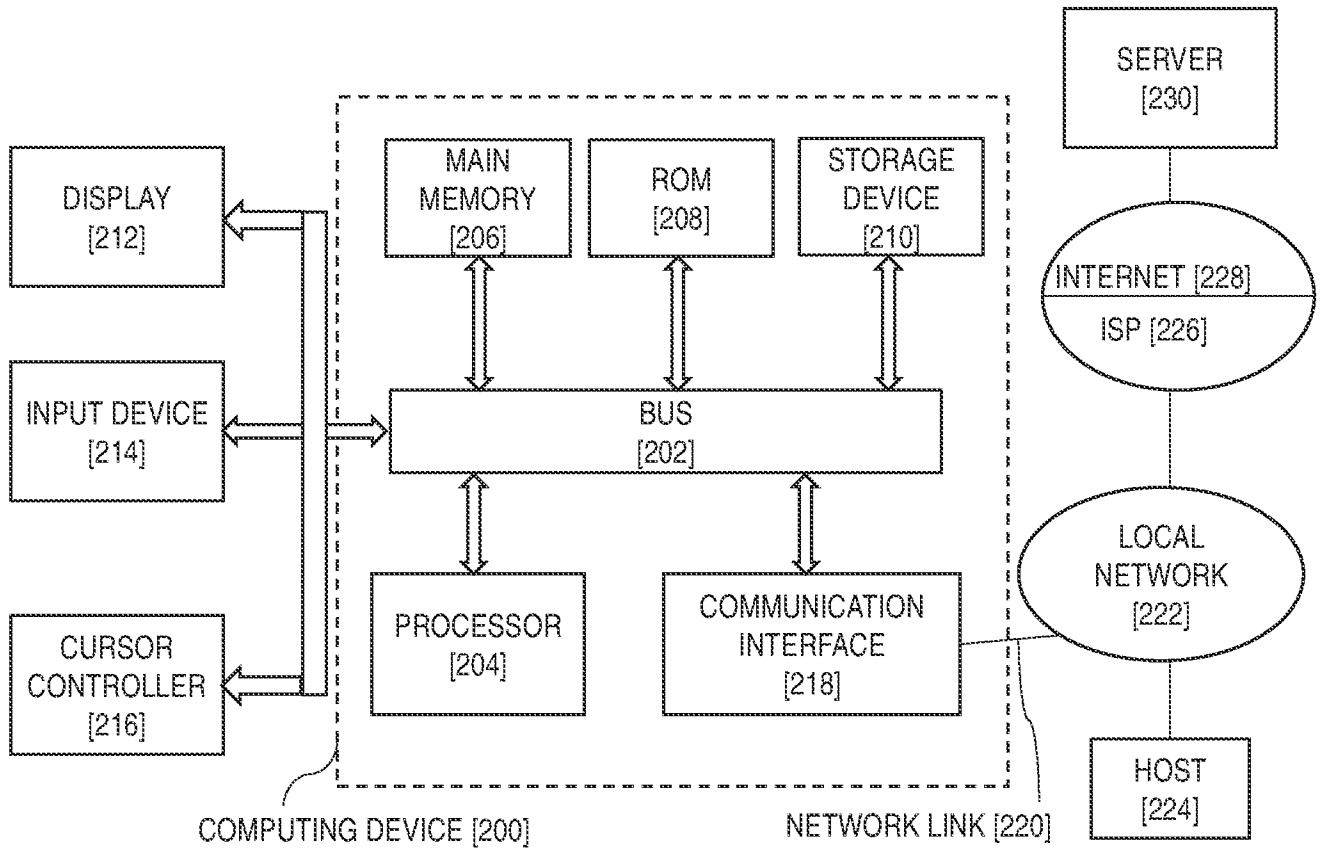 SERVER
[230]
DISPLAY
[212]
MAIN
MEMORY
[206]
ROM
[208]
STORAGE
DEVICE
[210]
INTERNET [228]
ISP [226]
INPUT DEVICE
[214]
BUS
[202]
LOCAL
NETWORK
[222]
PROCESSOR
[204]
COMMUNICATION
INTERFACE
[218]
CURSOR
CONTROLLER
[216]
HOST
[224]
COMPUTING DEVICE [200]
NETWORK LINK [220]